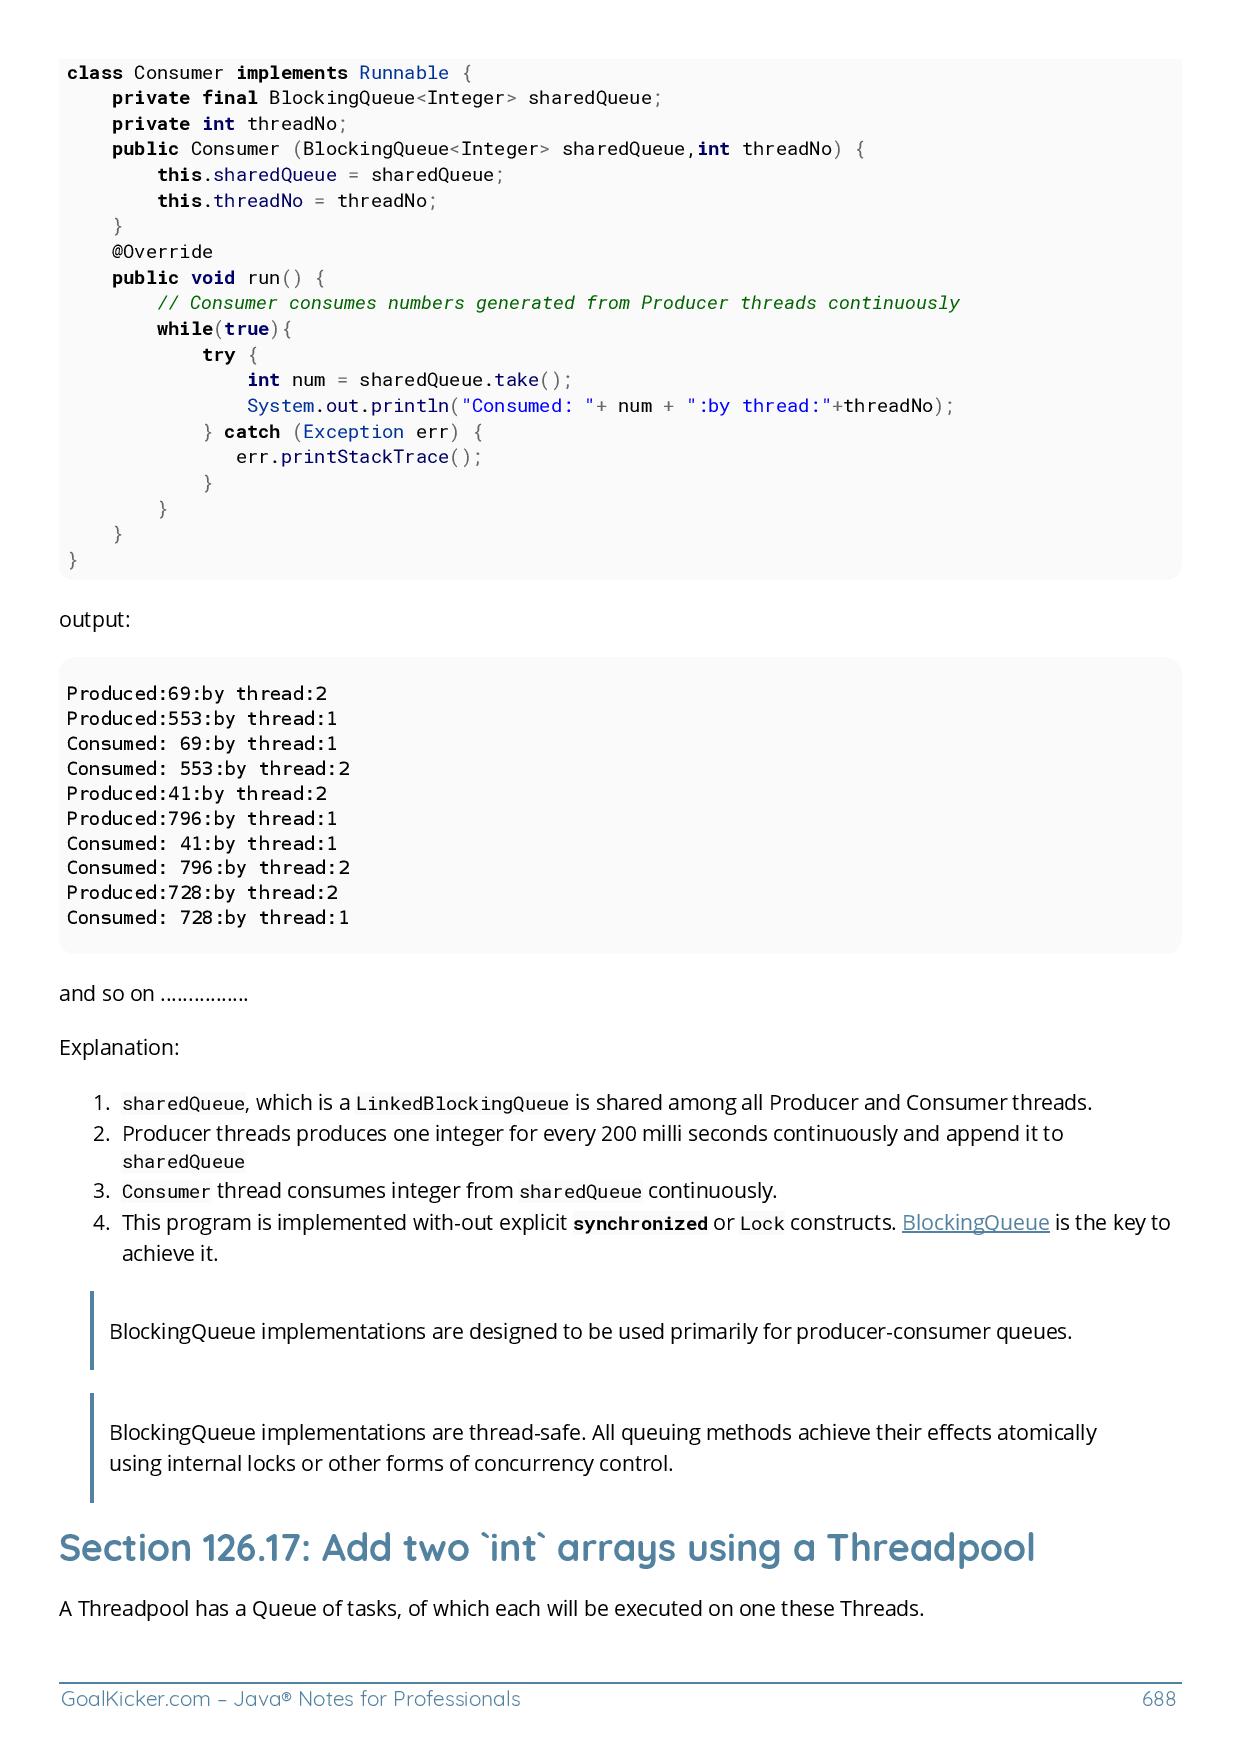 class Consumer implements Runnable {
    private final BlockingQueue<Integer> sharedQueue;
    private int threadNo;
    public Consumer (BlockingQueue<Integer> sharedQueue,int threadNo) {
        this.sharedQueue = sharedQueue;
        this.threadNo = threadNo;
    }
    @Override
    public void run() {
        // Consumer consumes numbers generated from Producer threads continuously
        while(true){
            try {
                int num = sharedQueue.take();
                System.out.println("Consumed: "+ num + ":by thread:"+threadNo);
            } catch (Exception err) {
               err.printStackTrace();
            }
        }
    }
}
output:
Produced:69:by thread:2
Produced:553:by thread:1
Consumed: 69:by thread:1
Consumed: 553:by thread:2
Produced:41:by thread:2
Produced:796:by thread:1
Consumed: 41:by thread:1
Consumed: 796:by thread:2
Produced:728:by thread:2
Consumed: 728:by thread:1
and so on ................
Explanation:
1. sharedQueue, which is a LinkedBlockingQueue is shared among all Producer and Consumer threads.
2. Producer threads produces one integer for every 200 milli seconds continuously and append it to
sharedQueue
3. Consumer thread consumes integer from sharedQueue continuously.
4. This program is implemented with-out explicit synchronized or Lock constructs. BlockingQueue is the key to
achieve it.
BlockingQueue implementations are designed to be used primarily for producer-consumer queues.
BlockingQueue implementations are thread-safe. All queuing methods achieve their effects atomically
using internal locks or other forms of concurrency control.
Section 126.17: Add two `int` arrays using a Threadpool
A Threadpool has a Queue of tasks, of which each will be executed on one these Threads.
GoalKicker.com – Java® Notes for Professionals 688